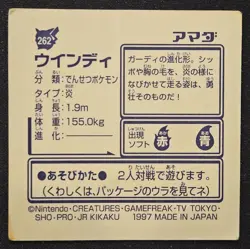 262
アマダ
ウインディ
分類:でんせつポケモン
タイプ:炎
身長:1.9m
体重:155.0kg
進化:―――
ガーディの進化形。シッ
ポや胸の毛を、炎の様に
なびかせて走る姿は、勇
壮そのものだ!
出現
ソフト
赤 青
●あそびかた● 2人対戦で遊びます。
(くわしくは、パッケージのウラを見てネ)
©Nintendo・CREATURES・GAMEFREAK・TV TOKYO・
SHO-PRO・JR KIKAKU 1997 MADE IN JAPAN